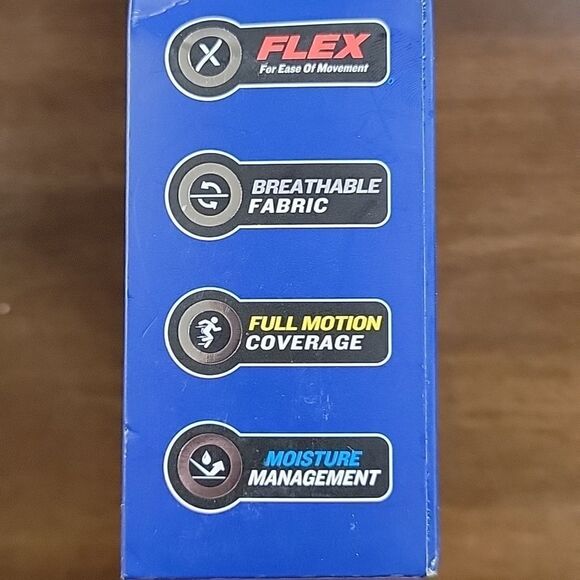 X
FLEX
For Ease Of Movement
BREATHABLE
FABRIC
FULL MOTION
COVERAGE
MOISTURE
MANAGEMENT